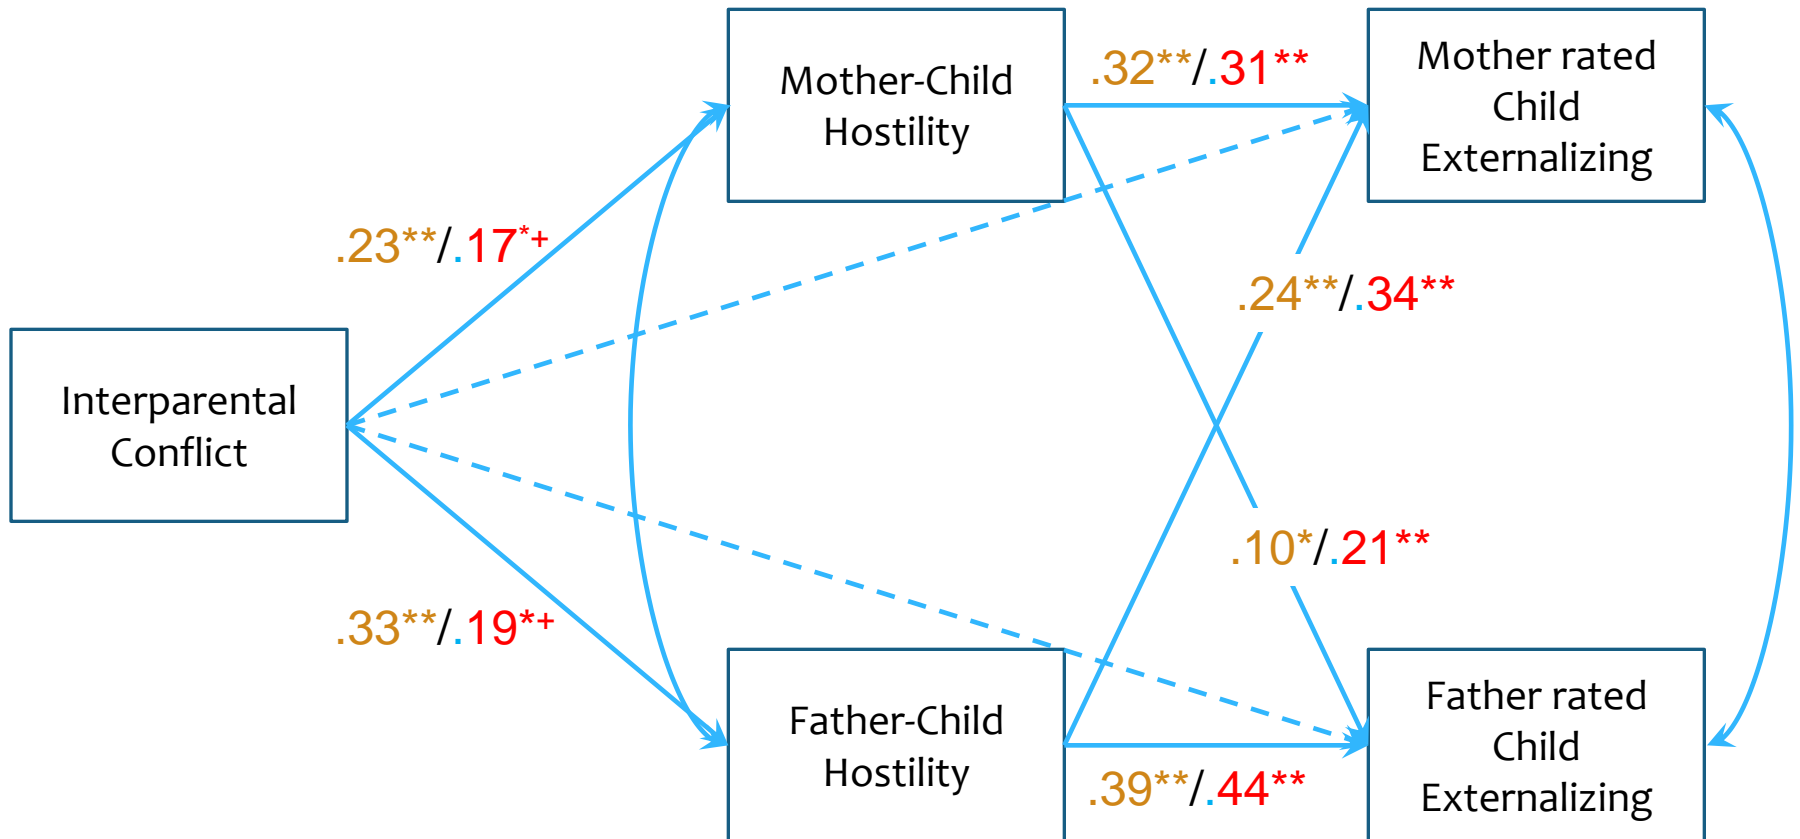 Mother-Child
Hostility
.32**/.31**
Mother rated
Child
Externalizing
.23**/.17*+
.24**/.34**
Interparental
Conflict
.10*/.21**
.33**/.19*+
Father-Child
Hostility
.39**/.44**
Father rated
Child
Externalizing